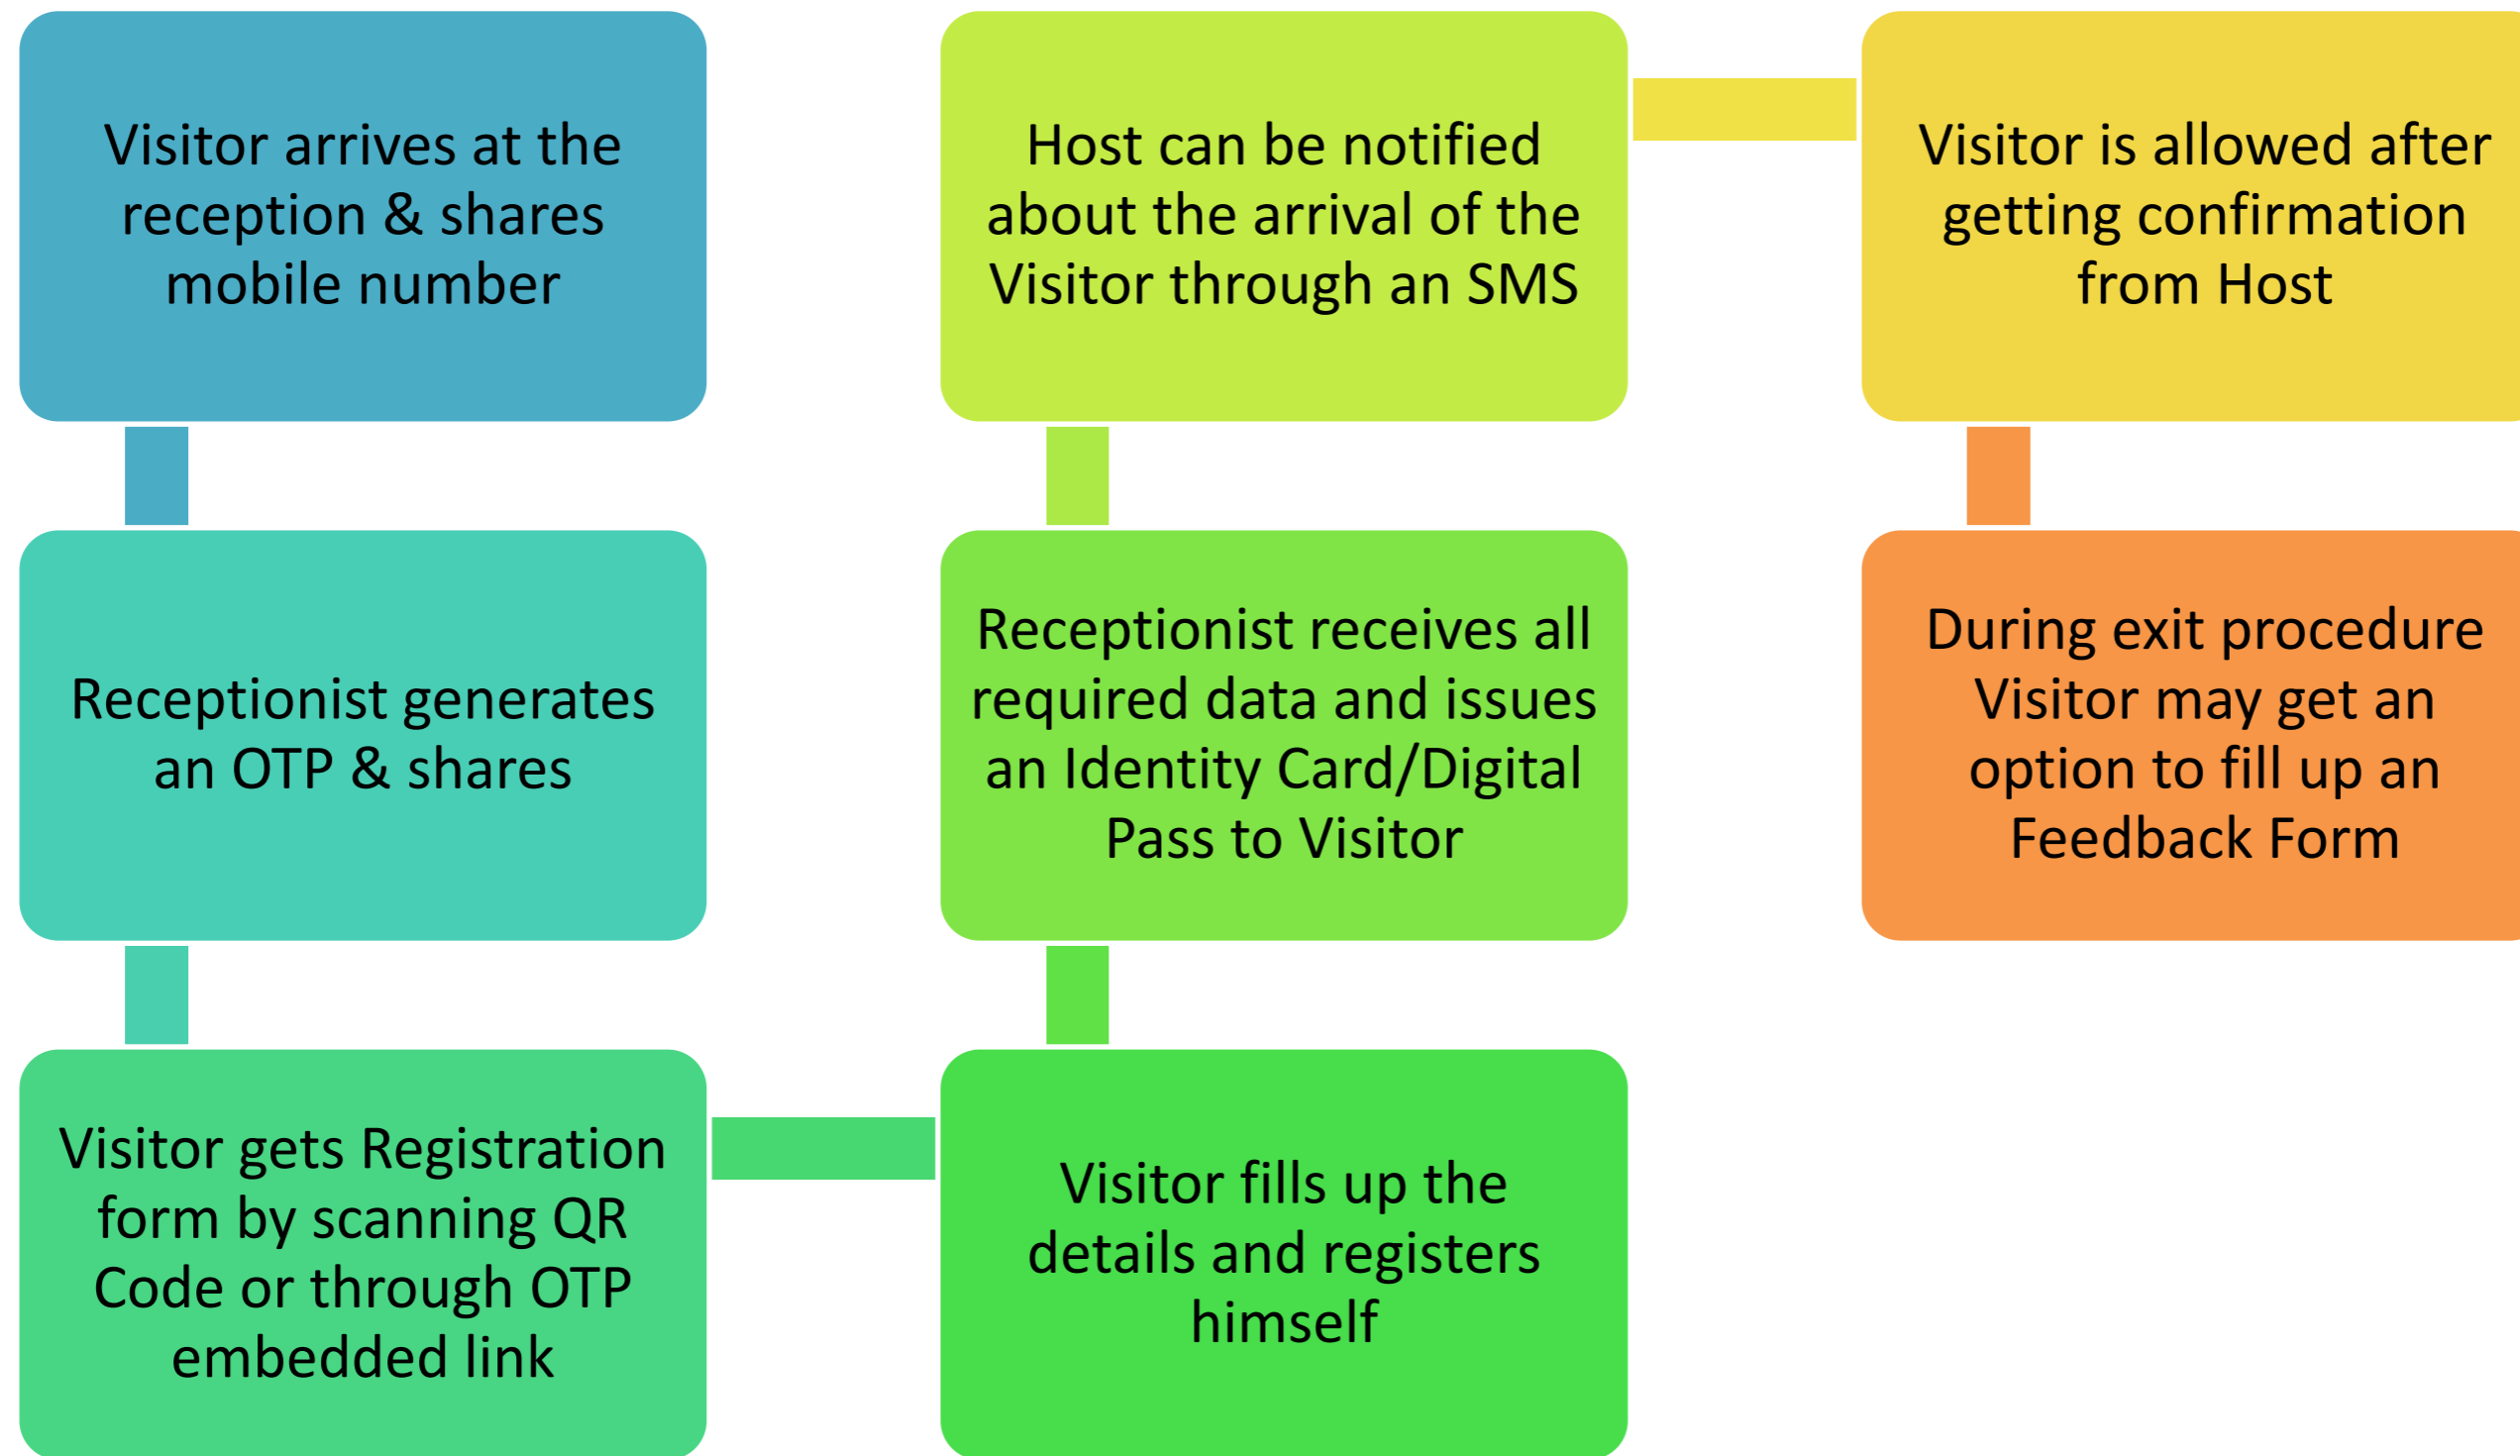 Visitor arrives at the
reception & shares
mobile number
Receptionist generates
an OTP & shares
Visitor gets Registration
form by scanning QR
Code or through OTP
embedded link
Visitor fills up the
details and registers
himself
Receptionist receives all
required data and issues
an Identity Card/Digital
Pass to Visitor
Host can be notified
about the arrival of the
Visitor through an SMS
Visitor is allowed after
getting confirmation
from Host
During exit procedure
Visitor may get an
option to fill up an
Feedback Form